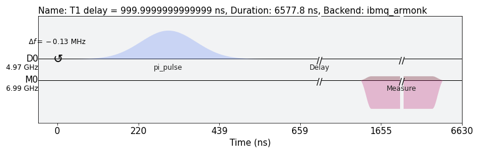 Name: T1 delay = 999.9999999999999 ns, Duration: 6577.8 ns, Backend: ibmq_armonk
Δf = −0.13 MHz
D0 ↺
4.97 GHz
pi_pulse Delay
M0
6.99 GHz
Measure
0 220 439 659 1655 6630
Time (ns)